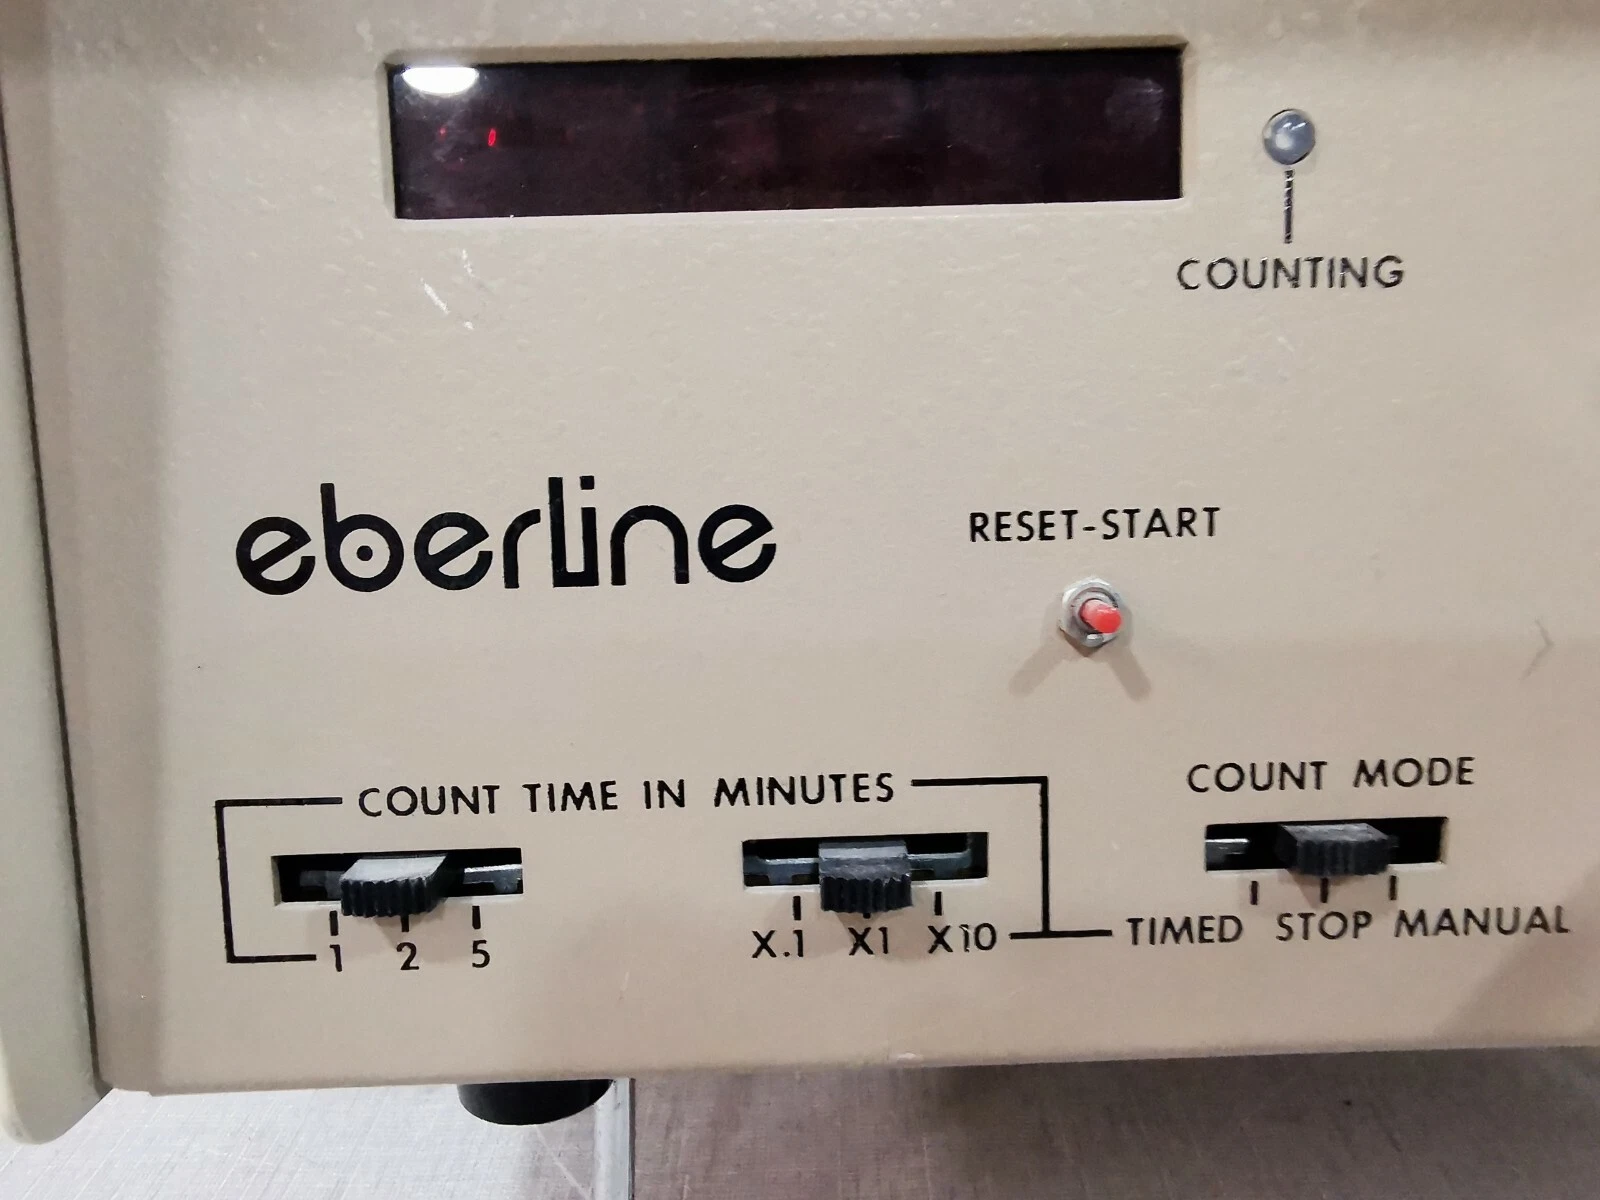 COUNTING
eberline
RESET-START
COUNT TIME IN MINUTES
COUNT MODE
1 2 5
X.1 X1 X10
TIMED STOP MANUAL